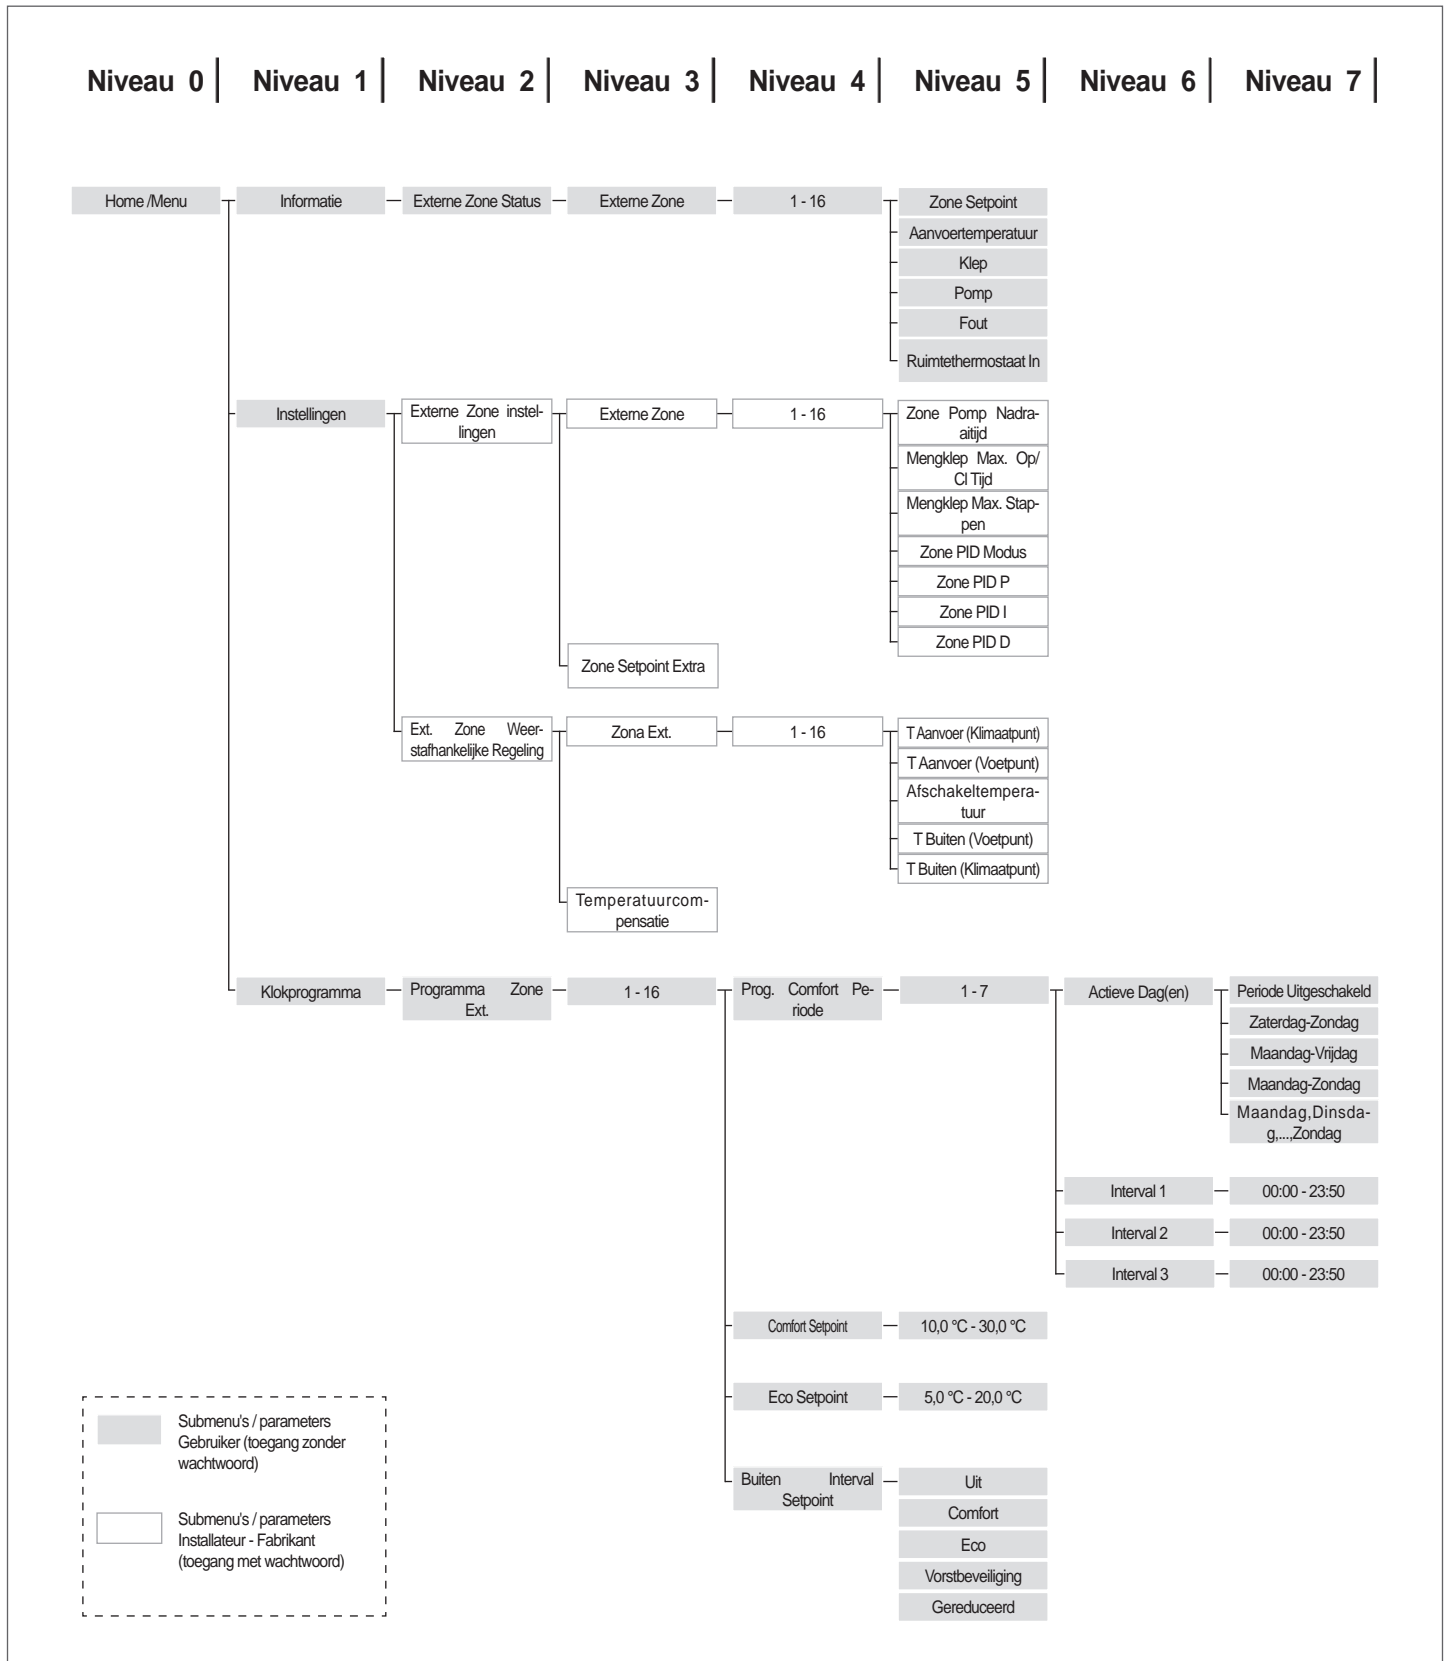 Niveau 0 Niveau 1 Niveau 2 Niveau 3 Niveau 4 Niveau 5 Niveau 6 Niveau 7
Home /Menu Informatie Externe Zone Status Externe Zone 1 - 16 Zone Setpoint
Aanvoertemperatuur
Klep
Pomp
Fout
Ruimtethermostaat In
Instellingen
Externe Zone instel-
lingen
Externe Zone
1 - 16
Zone Pomp Nadra-
aitijd
Mengklep Max. Op/
Cl Tijd
Mengklep Max. Stap-
pen
Zone PID Modus
Zone PID P
Zone PID I
Zone PID D
Zone Setpoint Extra
Ext. Zone Weer-
stafhankelijke Regeling
Zona Ext.
1 - 16
T Aanvoer (Klimaatpunt)
T Aanvoer (Voetpunt)
Afschakeltempera-
tuur
T Buiten (Voetpunt)
T Buiten (Klimaatpunt)
Temperatuurcom-
pensatie
Klokprogramma
Programma Zone
Ext.
1 - 16
Prog. Comfort Pe-
riode
1 - 7
Actieve Dag(en)
Periode Uitgeschakeld
Zaterdag-Zondag
Maandag-Vrijdag
Maandag-Zondag
Maandag,Dinsda-
g,...,Zondag
Interval 1 00:00 - 23:50
Interval 2 00:00 - 23:50
Interval 3 00:00 - 23:50
Comfort Setpoint 10,0 °C - 30,0 °C
Eco Setpoint 5,0 °C - 20,0 °C
Buiten Interval
Setpoint
Uit
Comfort
Eco
Vorstbeveiliging
Gereduceerd
Submenu's / parameters
Gebruiker (toegang zonder
wachtwoord)
Submenu's / parameters
Installateur - Fabrikant
(toegang met wachtwoord)